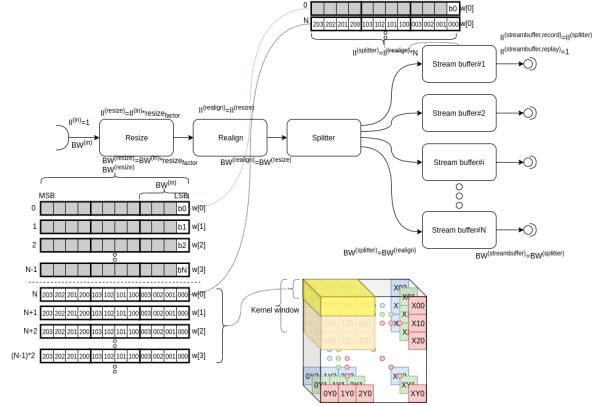 0
b0
w[0]
N
203 202 201 200 103 102 101 100 003 002 001 000
w[0]
II(splitter)=II(realign)*N
II(streambuffer,record)=II(splitter)
II(streambuffer,replay)=1
Stream buffer#1
II(in)=1
BW(in)
II(resize)=II(in)*resizefactor
Resize
BW(resize)=BW(in)*resizefactor
II(realign)=II(resize)
Realign
BW(realign)=BW(resize)
Splitter
Stream buffer#2
Stream buffer#i
Stream buffer#N
BW(splitter)=BW(realign)
BW(streambuffer)=BW(splitter)
BW(resize)
BW(in)
MSB
LSB
0
b0
w[0]
1
b1
w[1]
2
b2
w[2]
N-1
bN
w[3]
N
203 202 201 200 103 102 101 100 003 002 001 000
w[0]
N+1
203 202 201 200 103 102 101 100 003 002 001 000
w[1]
N+2
203 202 201 200 103 102 101 100 003 002 001 000
w[2]
(N-1)*2
203 202 201 200 103 102 101 100 003 002 001 000
w[3]
Kernel window
X00
X10
X20
0Y0 1Y0 2Y0
XY0